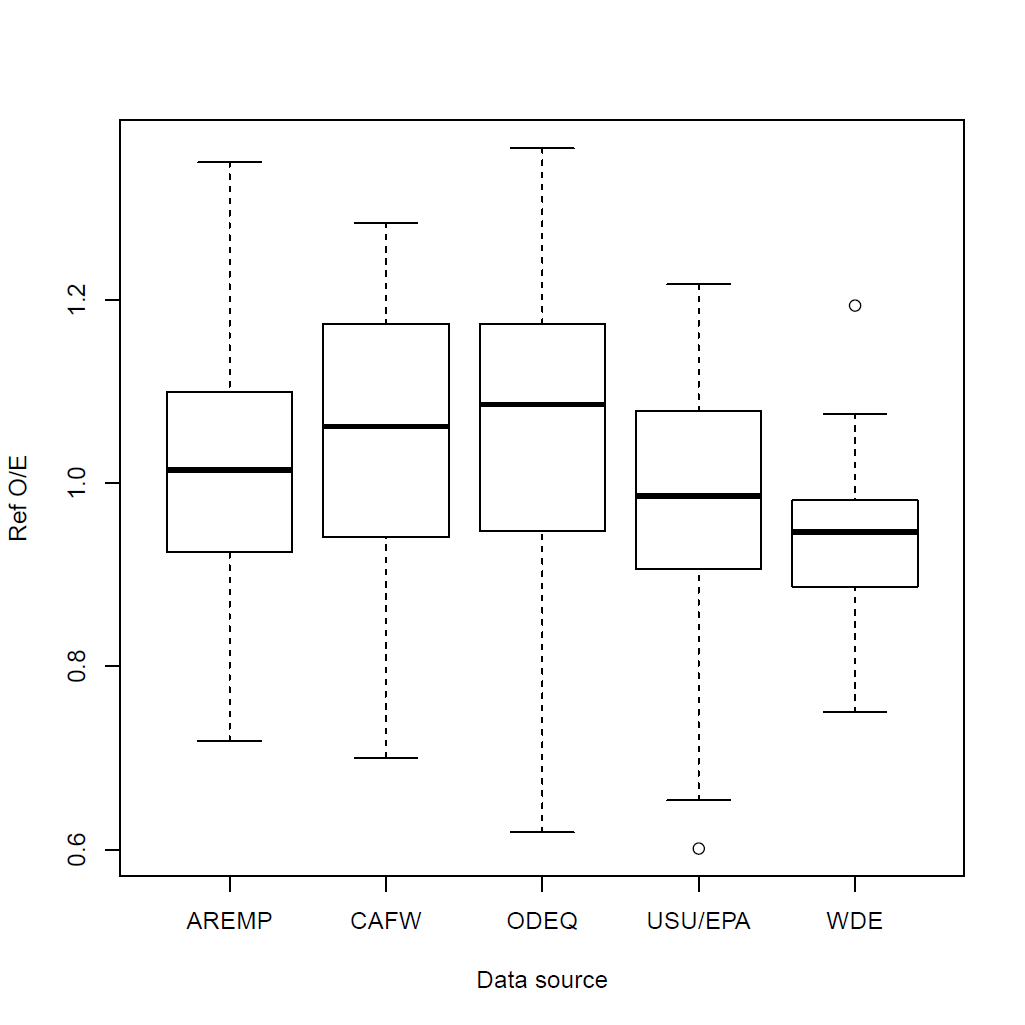 Ref O/E
1.2
1.0
0.8
0.6
AREMP CAFW ODEQ USU/EPA WDE
Data source